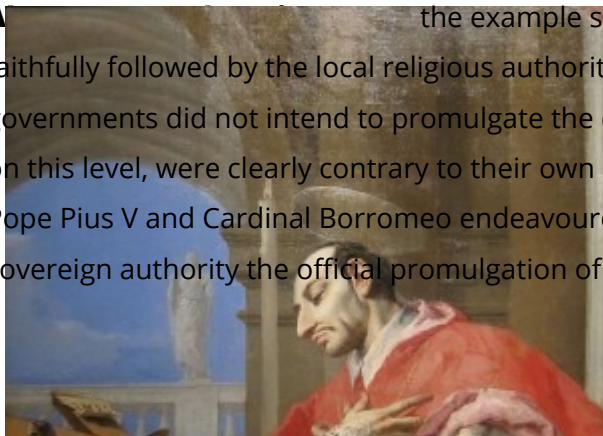 the example s
aithfully followed by the local religious authorit
overnments did not intend to promulgate the
n this level, were clearly contrary to their own
Pope Pius V and Cardinal Borromeo endeavour
overeign authority the official promulgation of